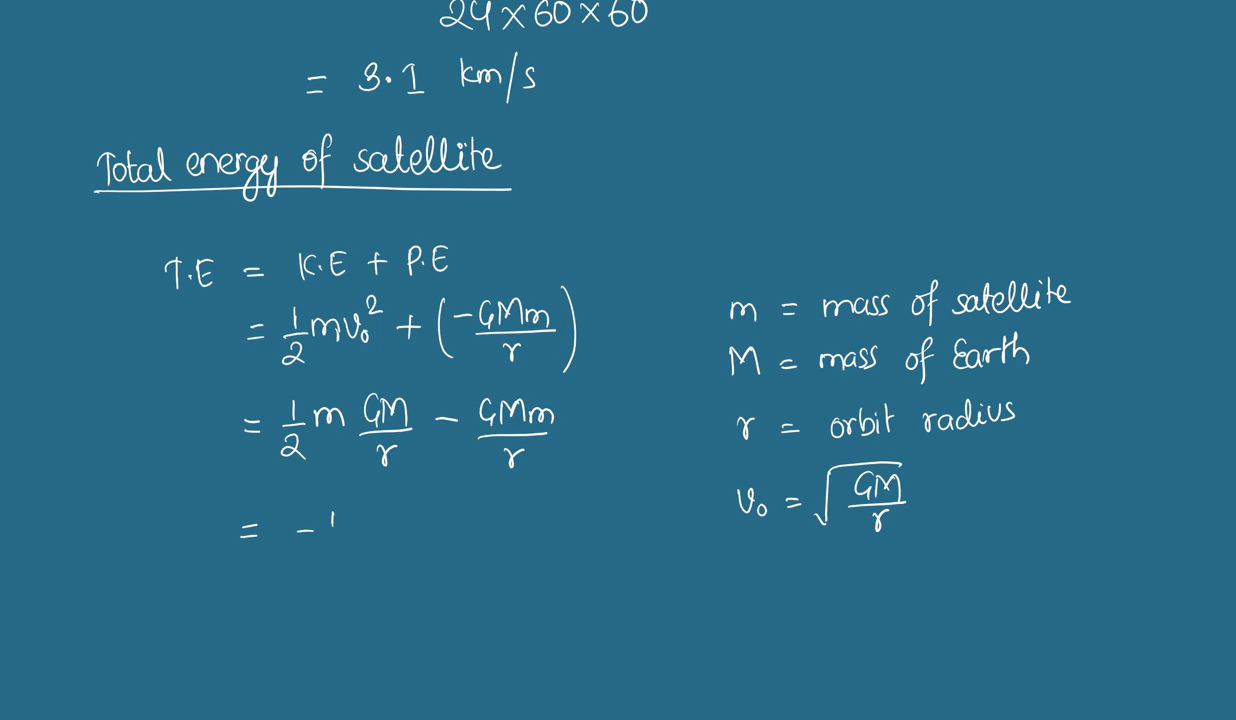 24 × 60 × 60
= 3.1 km/s
Total energy of satellite
T.E = K.E + P.E
= 1/2 mv₀² + (-GMm/r)
= 1/2 m GM/r - GMm/r
= - 1
m = mass of satellite
M = mass of Earth
r = orbit radius
v₀ = √(GM/r)